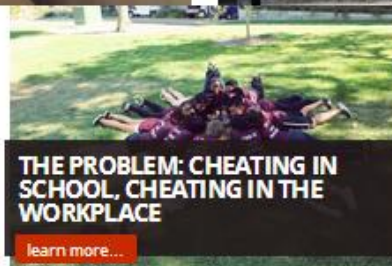 THE PROBLEM: CHEATING IN
SCHOOL, CHEATING IN THE
WORKPLACE
learn more...